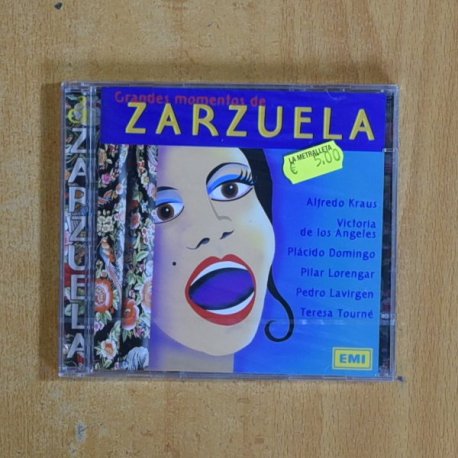 Grandes momentos de
ZARZUELA
LA METRALLETA
€ 5.00
Alfredo Kraus
Victoria
de los Angeles
Plácido Domingo
Pilar Lorengar
Pedro Lavirgen
Teresa Tourné
EMI
ZARZUELA